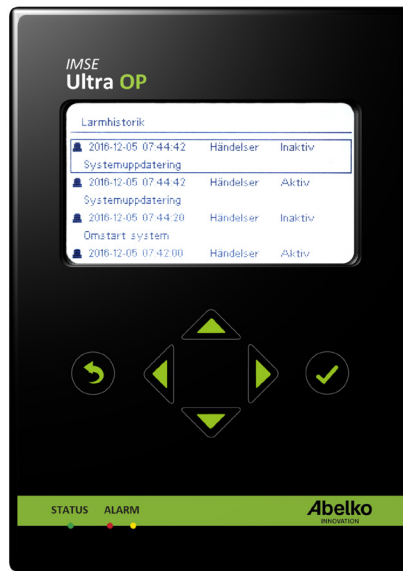 IMSE
Ultra OP
Larmhistorik
2016-12-05 07:44:42 Händelser Inaktiv
Systemuppdatering
2016-12-05 07:44:42 Händelser Aktiv
Systemuppdatering
2016-12-05 07:44:20 Händelser Inaktiv
Omstart system
2016-12-05 07:42:00 Händelser Aktiv
STATUS ALARM
Abelko
INNOVATION